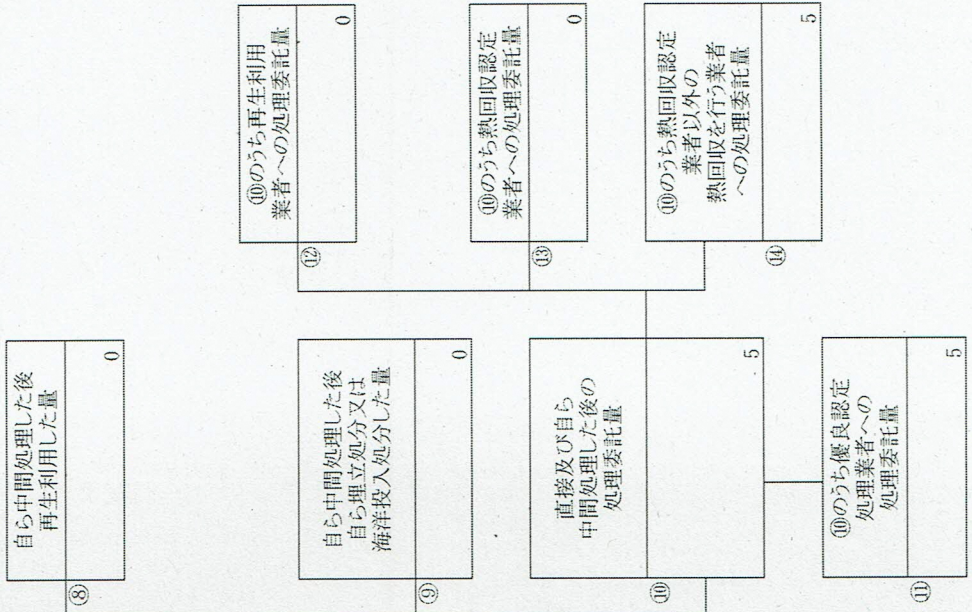 ⑧
自ら中間処理した後
再生利用した量
0
⑨
自ら中間処理した後
自ら埋立処分又は
海洋投入処分した量
0
⑩
直接及び自ら
中間処理した後の
処理委託量
5
⑪
⑩のうち優良認定
処理業者への
処理委託量
5
⑫
⑩のうち再生利用
業者への処理委託量
0
⑬
⑩のうち熱回収認定
業者への処理委託量
0
⑭
⑩のうち熱回収認定
業者以外の
熱回収を行う業者
への処理委託量
5